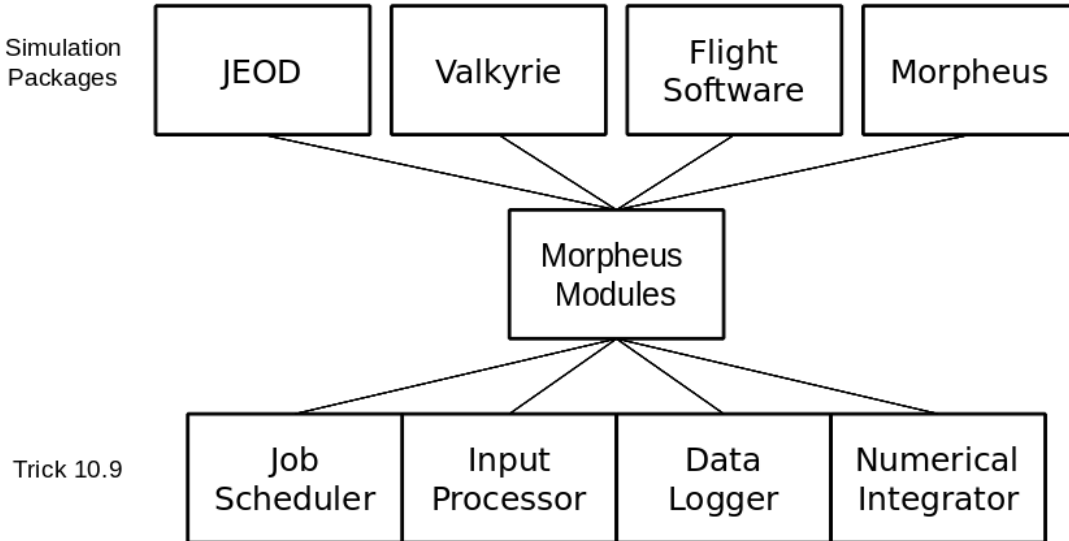 Simulation
Packages
JEOD
Valkyrie
Flight
Software
Morpheus
Morpheus
Modules
Trick 10.9
Job
Scheduler
Input
Processor
Data
Logger
Numerical
Integrator